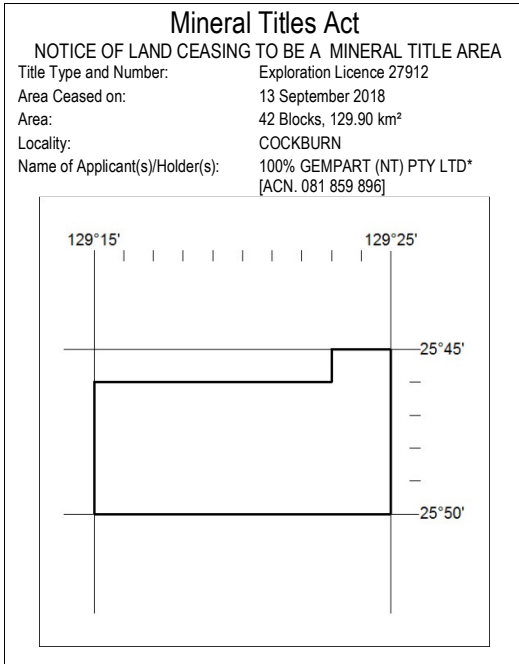 Mineral Titles Act
NOTICE OF LAND CEASING TO BE A MINERAL TITLE AREA
Title Type and Number: Exploration Licence 27912
Area Ceased on: 13 September 2018
Area: 42 Blocks, 129.90 km²
Locality: COCKBURN
Name of Applicant(s)/Holder(s): 100% GEMPART (NT) PTY LTD*
[ACN. 081 859 896]
129°15' 129°25'
25°45'
25°50'